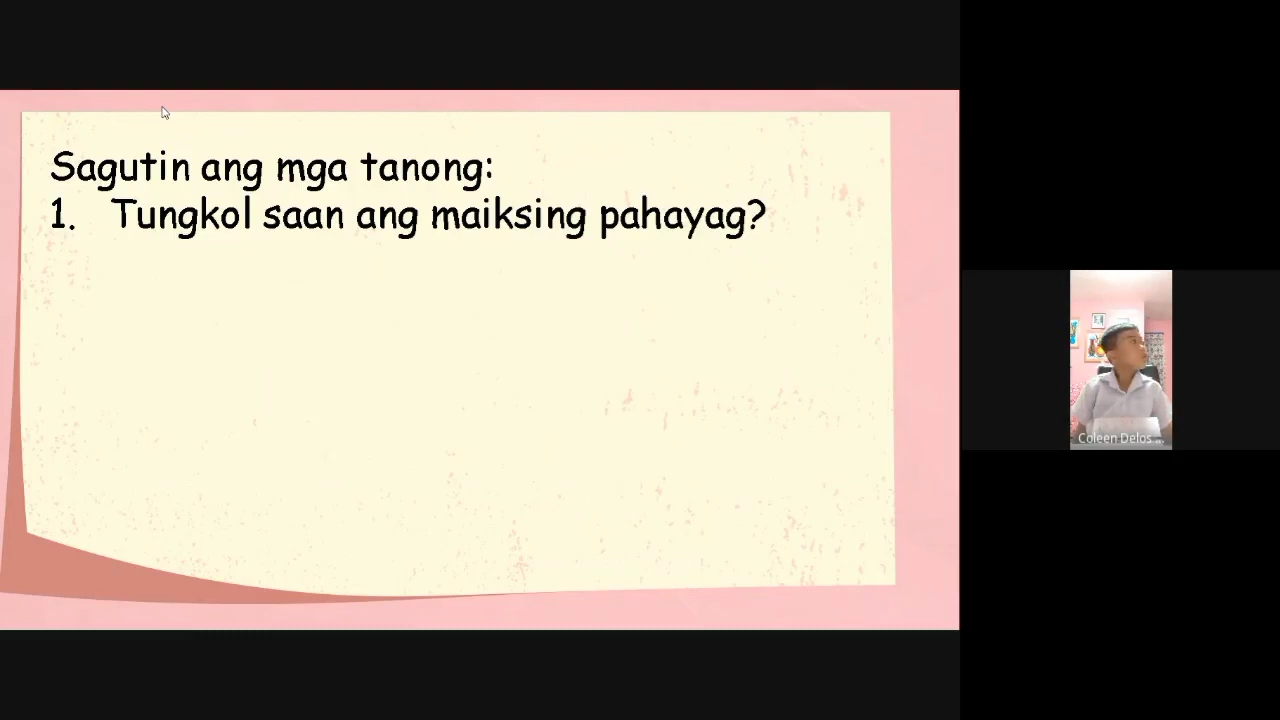 Sagutin ang mga tanong:
1. Tungkol saan ang maiksing pahayag?
Coleen Delos ...